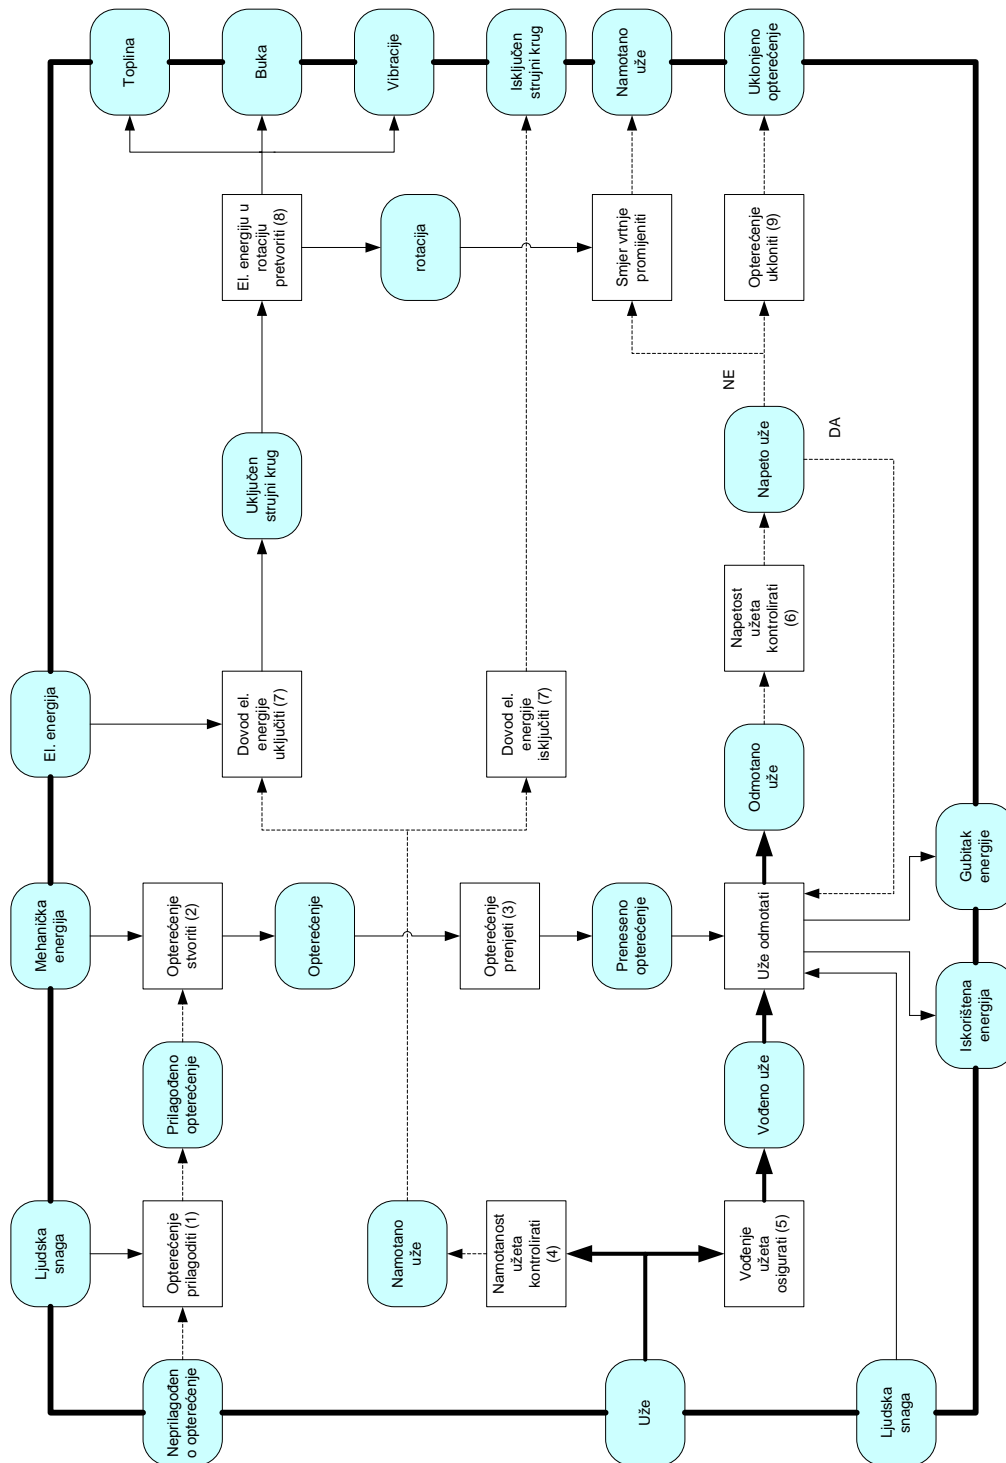 Toplina
Buka
Vibracije
Isključen
strujni krug
Namotano
uže
Uklonjeno
opterećenje
El. energiju u
rotaciju
pretvoriti (8)
rotacija
Smjer vrtnje
promijeniti
Opterećenje
ukloniti (9)
NE
DA
Uključen
strujni krug
Napeto uže
Napetost
užeta
kontrolirati
(6)
El. energija
Dovod el.
energije
uključiti (7)
Dovod el.
energije
isključiti (7)
Odmotano
uže
Mehanička
energija
Opterećenje
stvoriti (2)
Opterećenje
Opterećenje
prenjeti (3)
Preneseno
opterećenje
Uže odmotati
Gubitak
energije
Iskorištena
energija
Prilagođeno
opterećenje
Vođeno uže
Ljudska
snaga
Opterećenje
prilagoditi (1)
Namotano
uže
Namotanost
užeta
kontrolirati
(4)
Vođenje
užeta
osigurati (5)
Neprilagođen
o opterećenje
Uže
Ljudska
snaga